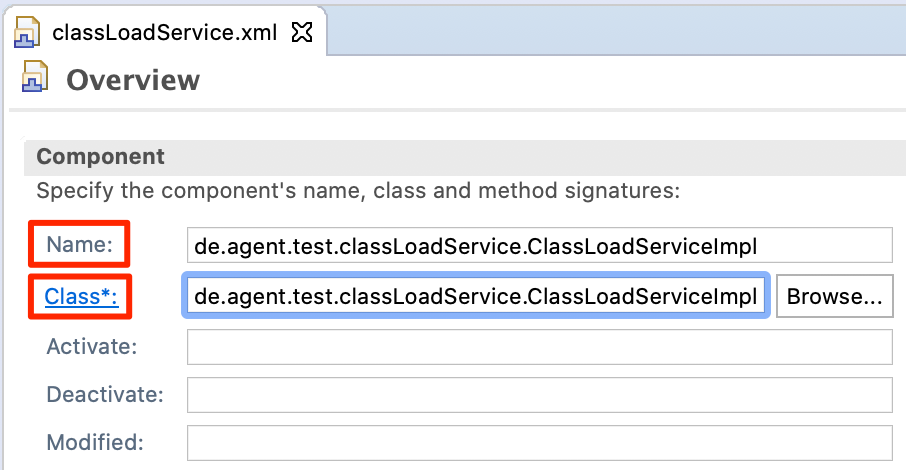 classLoadService.xml
Overview
Component
Specify the component's name, class and method signatures:
Name: de.agent.test.classLoadService.ClassLoadServiceImpl
Class*: de.agent.test.classLoadService.ClassLoadServiceImpl Browse...
Activate:
Deactivate:
Modified: